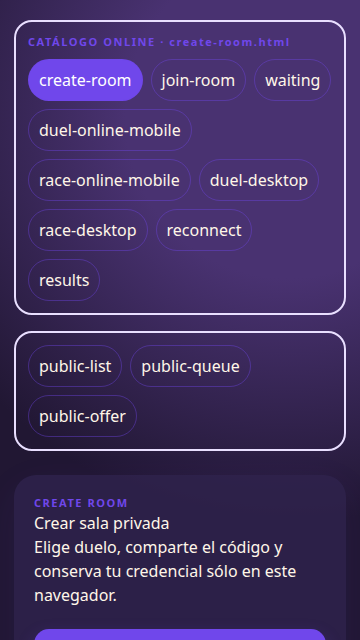 CATÁLOGO ONLINE · create-room.html
create-room join-room waiting
duel-online-mobile
race-online-mobile duel-desktop
race-desktop reconnect
results
public-list public-queue
public-offer
CREATE ROOM
Crear sala privada
Elige duelo, comparte el código y
conserva tu credencial sólo en este
navegador.